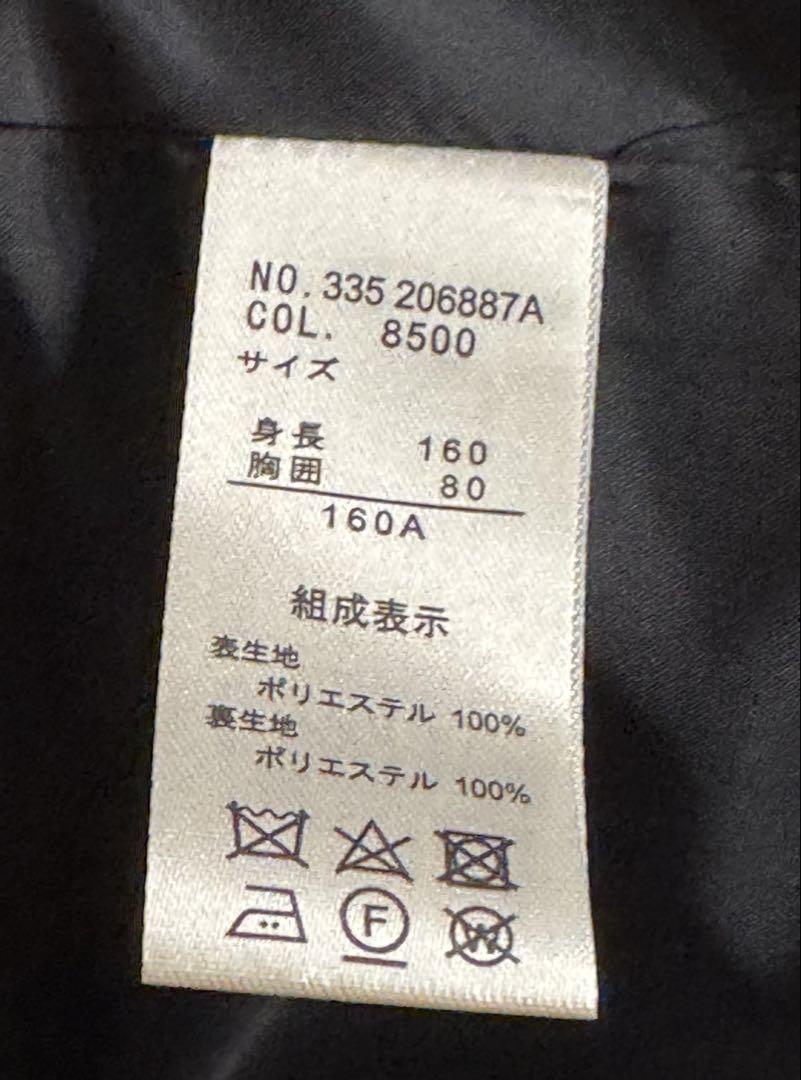 NO.335 206887A
COL. 8500
サイズ
身長 160
胸囲 80
160A
組成表示
表生地
ポリエステル 100%
裏生地
ポリエステル 100%
F
W